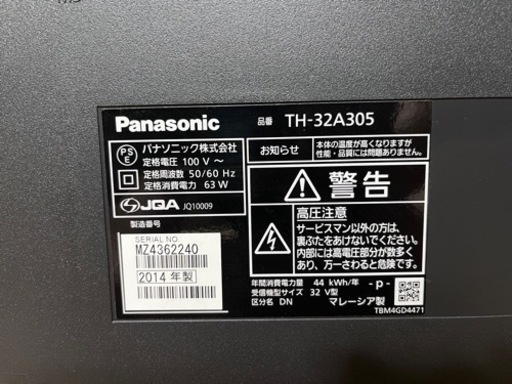 Panasonic 品番 TH-32A305
PS E パナソニック株式会社
定格電圧 100 V～
定格周波数 50/60 Hz
定格消費電力 63 W
JQA JQ10009
製造番号
SERIAL NO.
MZ4362240
2014 年製
お知らせ
本体の温度が高くなりますが
性能・品質には問題ありません。
警告
高圧注意
サービスマン以外の方は、
裏ぶたをあけないでください。
内部には高電圧部分が数多く
あり、万一さわると危険です。
年間消費電力量 44 kWh/年
受信機型サイズ 32 V型
区分名 DN
-p-
マレーシア製
TBM4GD4471